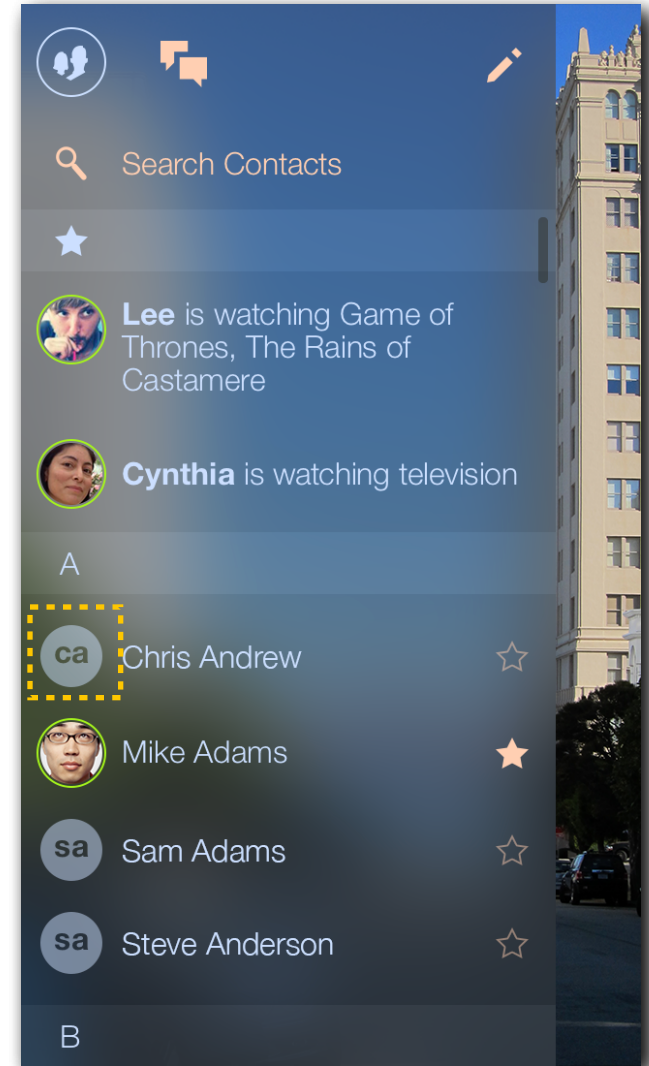 Search Contacts
Lee is watching Game of
Thrones, The Rains of
Castamere
Cynthia is watching television
A
ca Chris Andrew
Mike Adams
sa Sam Adams
sa Steve Anderson
B